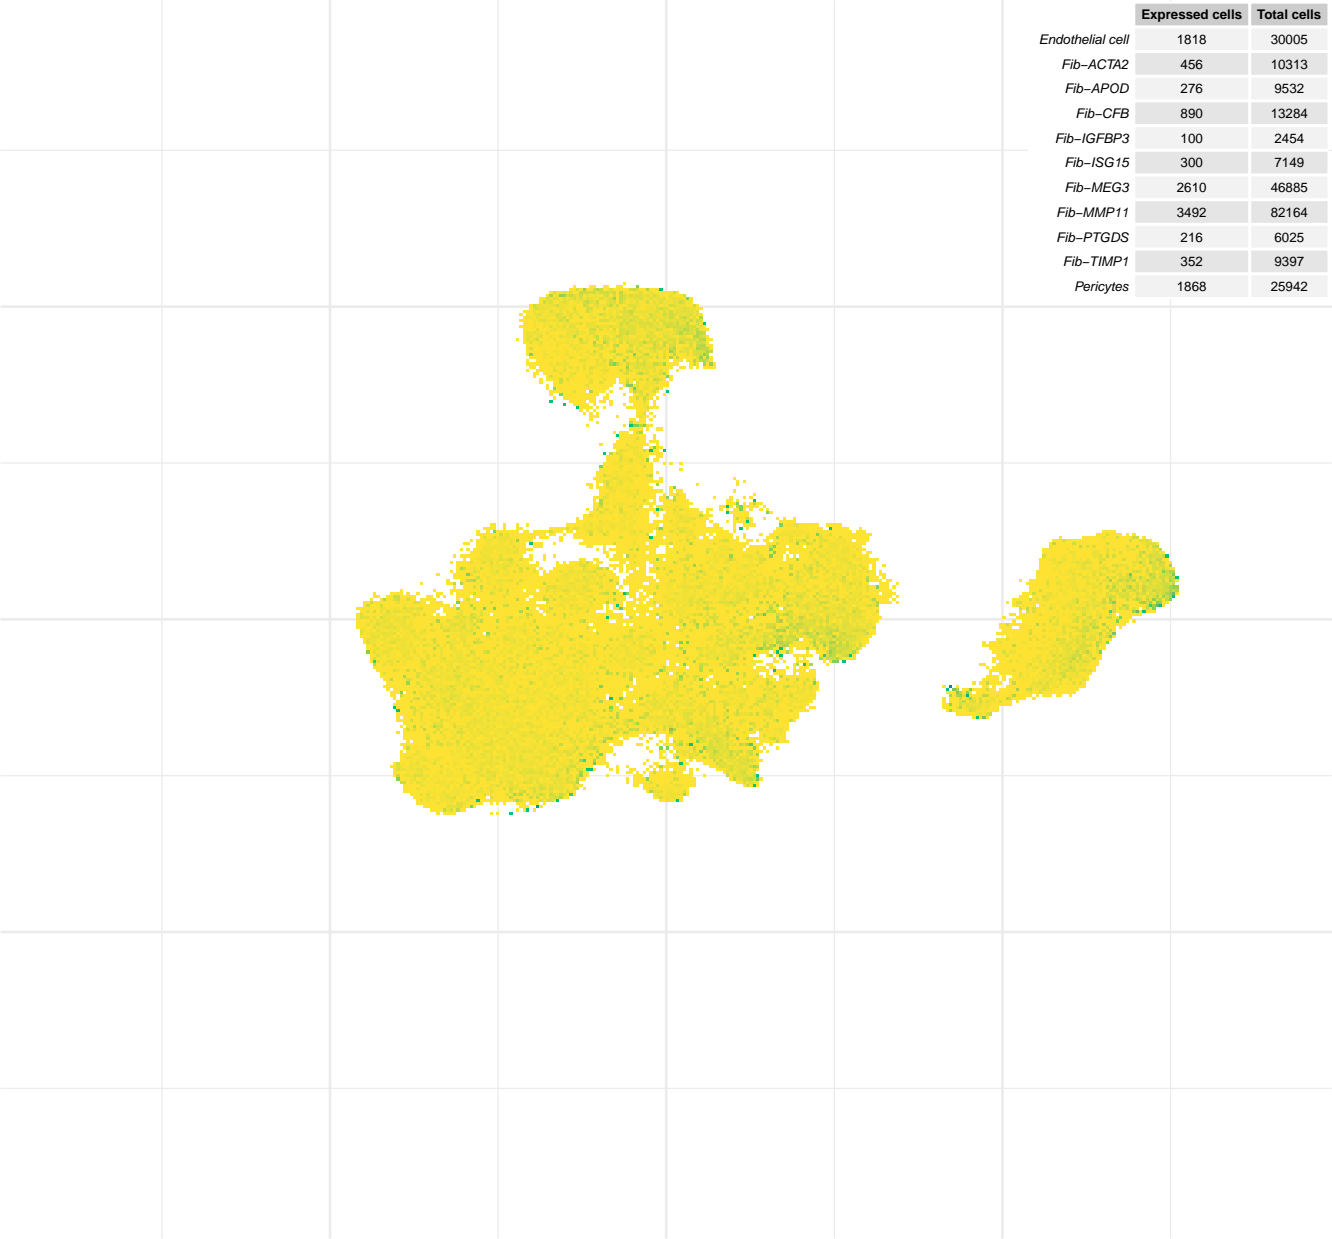 Expressed cells Total cells
Endothelial cell 1818 30005
Fib−ACTA2 456 10313
Fib−APOD 276 9532
Fib−CFB 890 13284
Fib−IGFBP3 100 2454
Fib−ISG15 300 7149
Fib−MEG3 2610 46885
Fib−MMP11 3492 82164
Fib−PTGDS 216 6025
Fib−TIMP1 352 9397
Pericytes 1868 25942